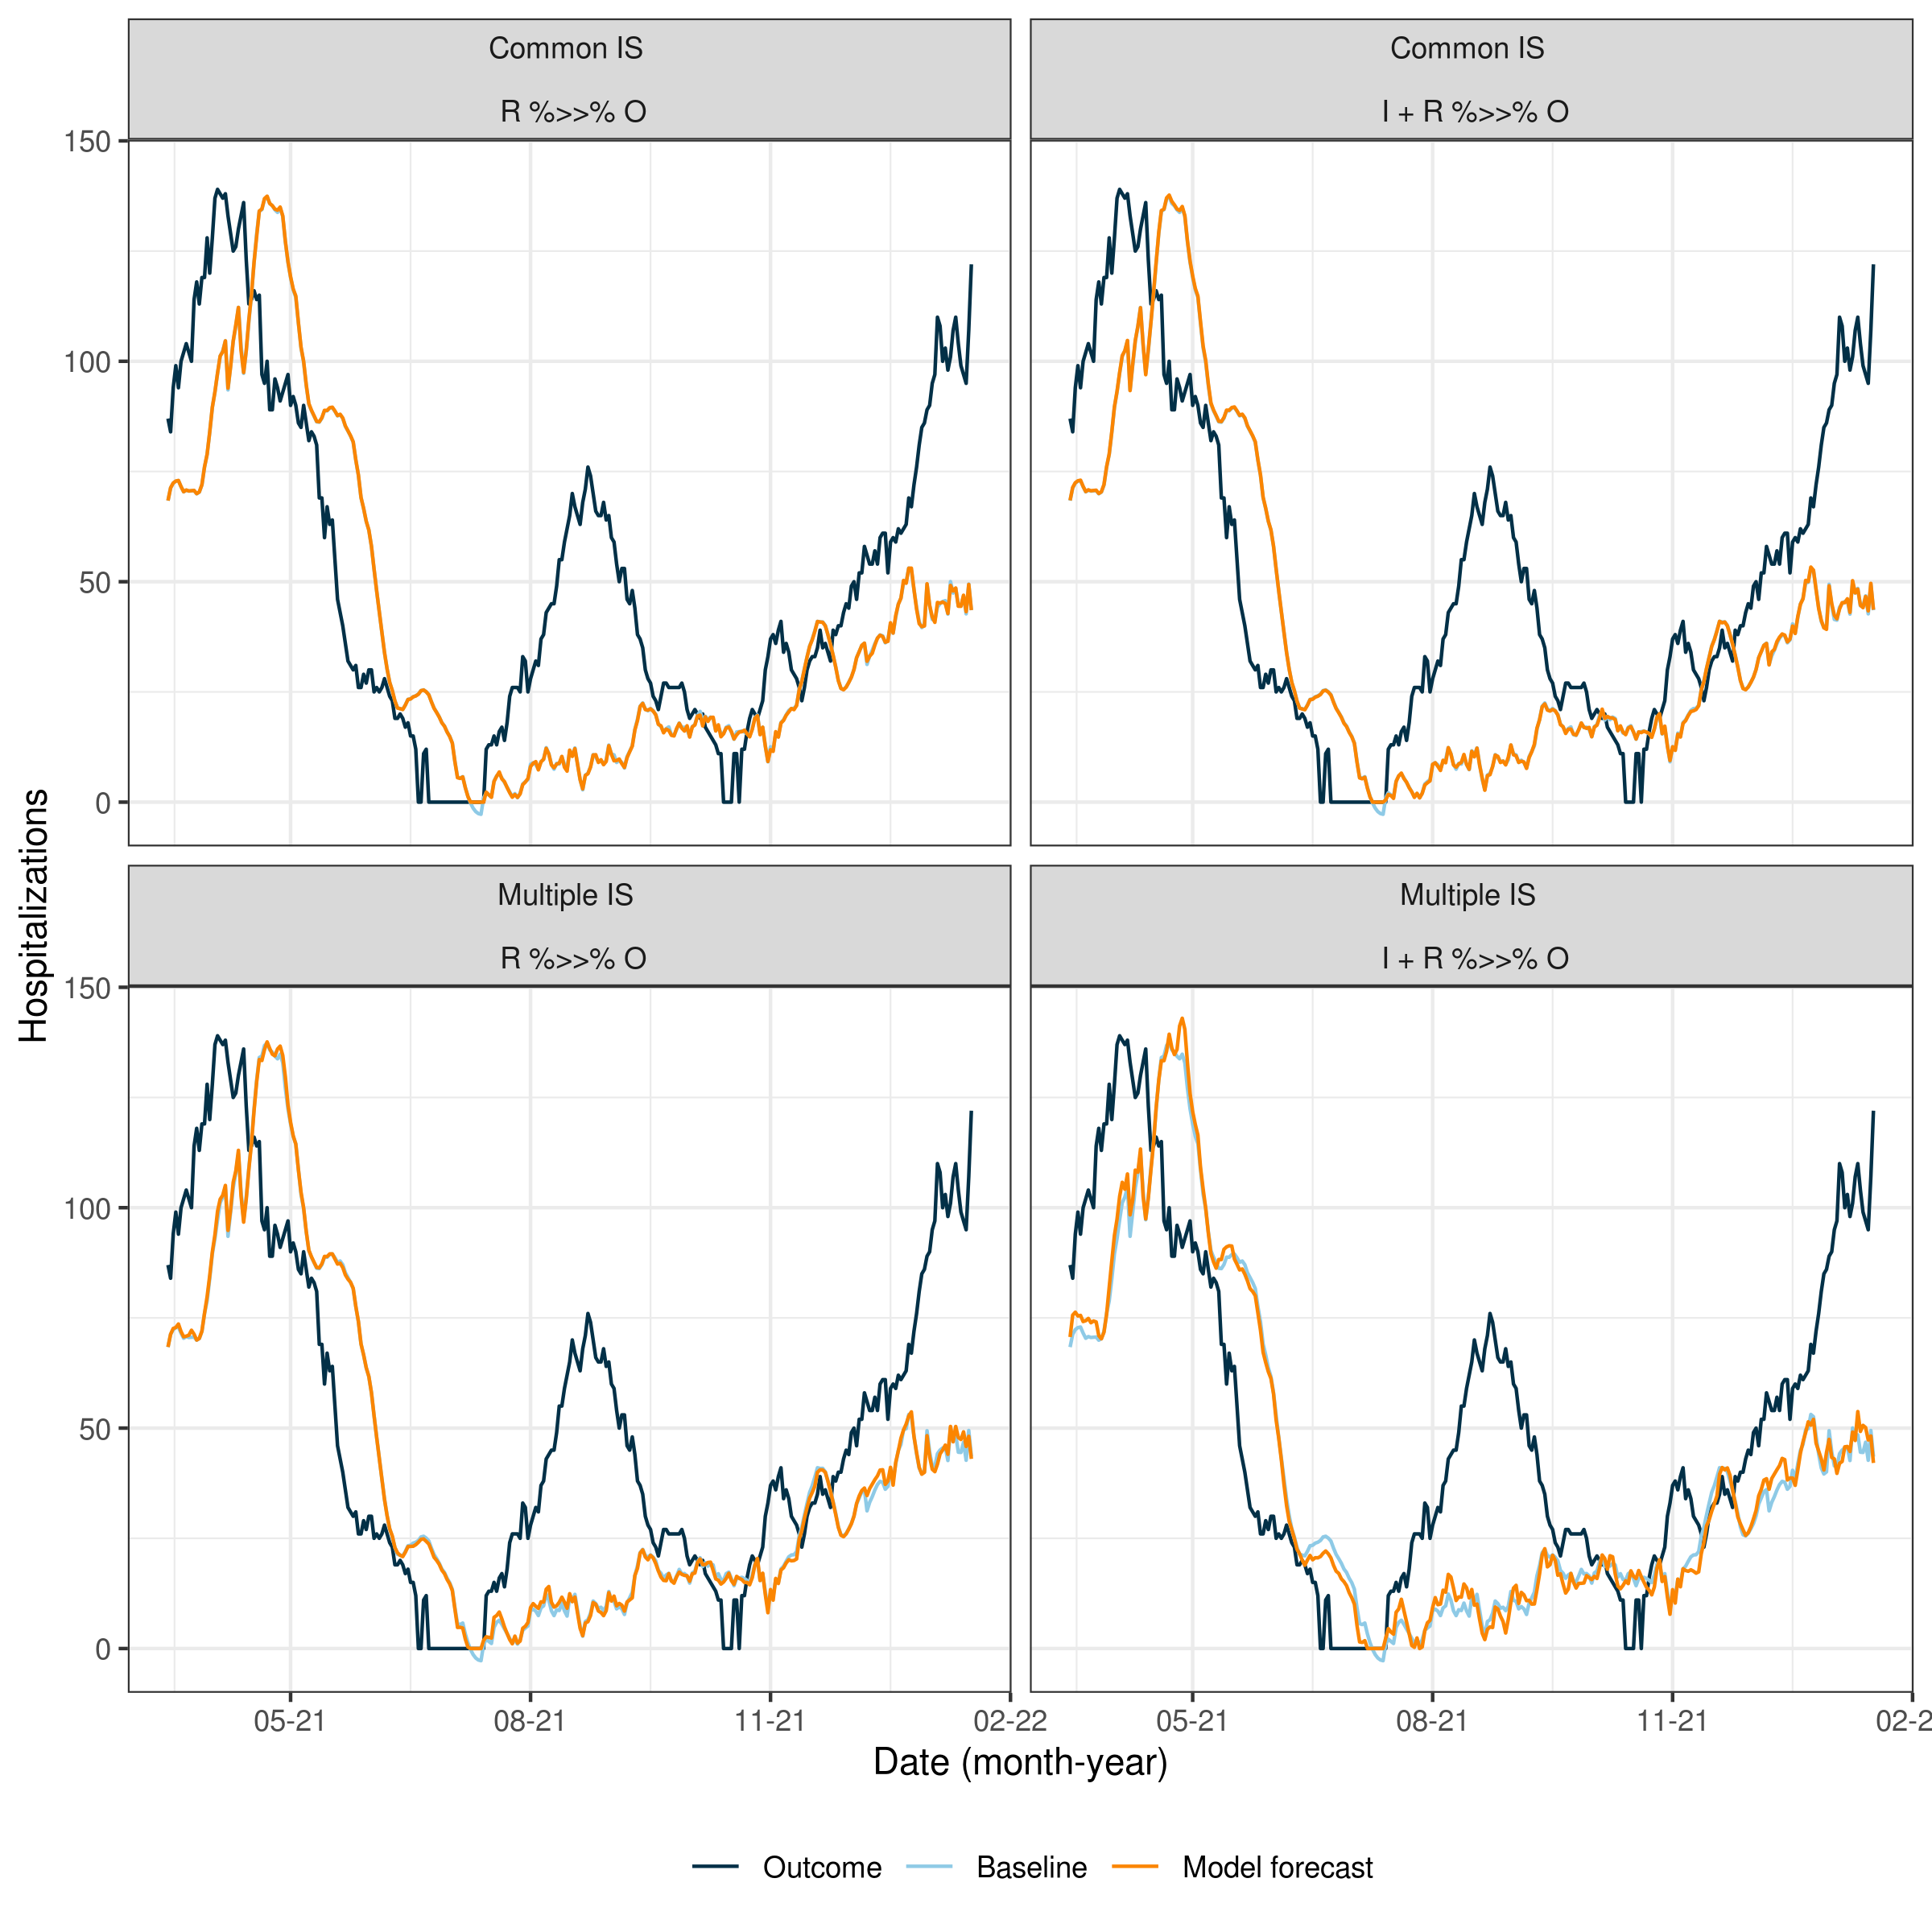 Common IS
R %>>% O
Common IS
I + R %>>% O
150
100
50
0
Multiple IS
R %>>% O
Multiple IS
I + R %>>% O
150
100
50
0
Hospitalizations
05-21
08-21
11-21
02-22
05-21
08-21
11-21
02-2
Date (month-year)
Outcome
Baseline
Model forecast